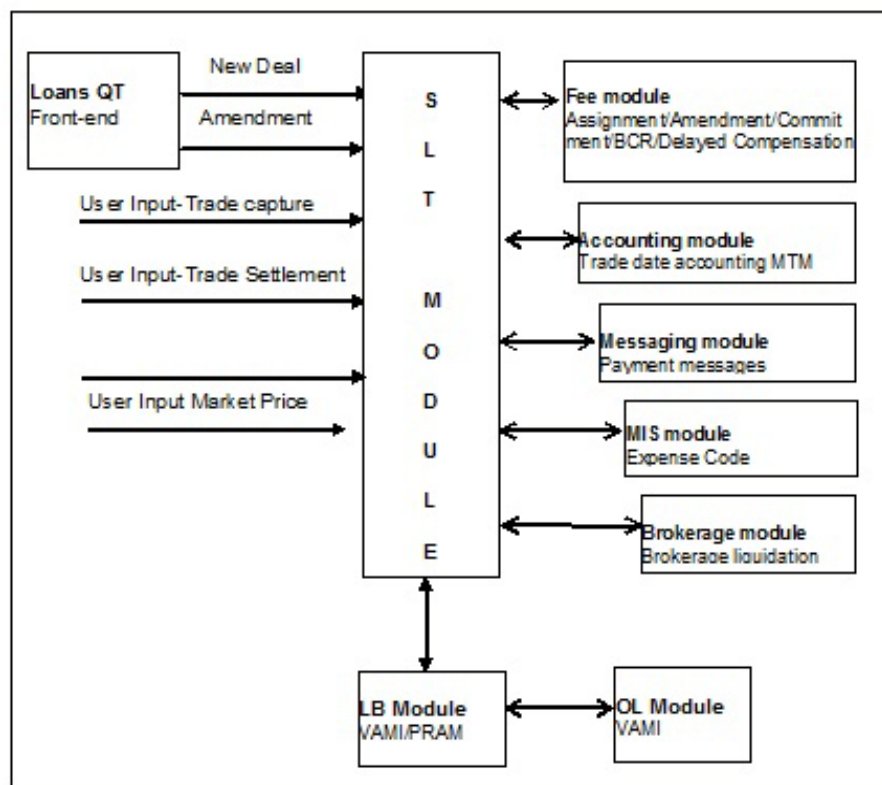 New Deal
Loans QT
Front-end
Amendment
User Input-Trade capture
User Input-Trade Settlement
User Input Market Price
S
L
T
M
O
D
U
L
E
Fee module
Assignment/Amendment/Commit
ment/BCR/Delayed Compensation
Accounting module
Trade date accounting MTM
Messaging module
Payment messages
MIS module
Expense Code
Brokerage module
Brokerage liquidation
LB Module
VAMI/PRAM
OL Module
VAMI